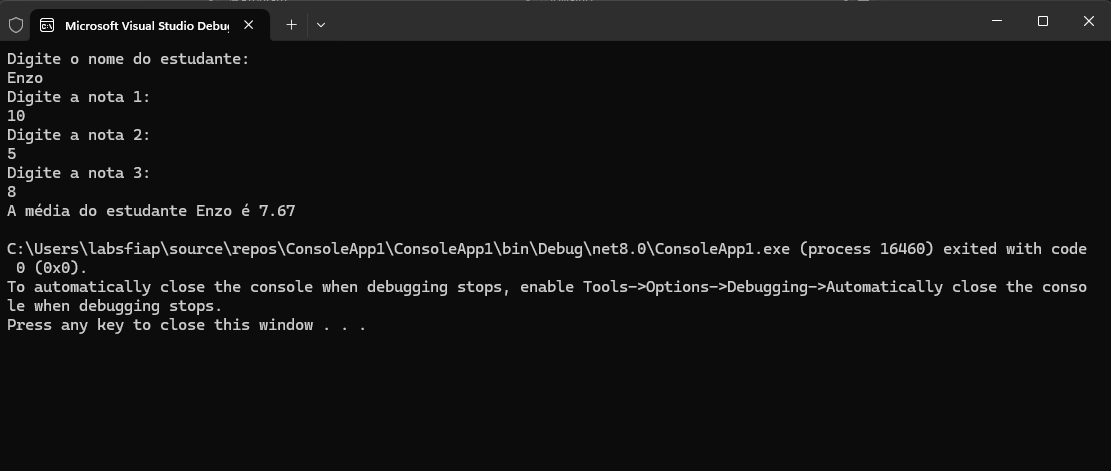 Microsoft Visual Studio Debug
Digite o nome do estudante:
Enzo
Digite a nota 1:
10
Digite a nota 2:
5
Digite a nota 3:
8
A média do estudante Enzo é 7.67
C:\Users\labsfiap\source\repos\ConsoleApp1\ConsoleApp1\bin\Debug\net8.0\ConsoleApp1.exe (process 16460) exited with code
 0 (0x0).
To automatically close the console when debugging stops, enable Tools->Options->Debugging->Automatically close the conso
le when debugging stops.
Press any key to close this window . . .